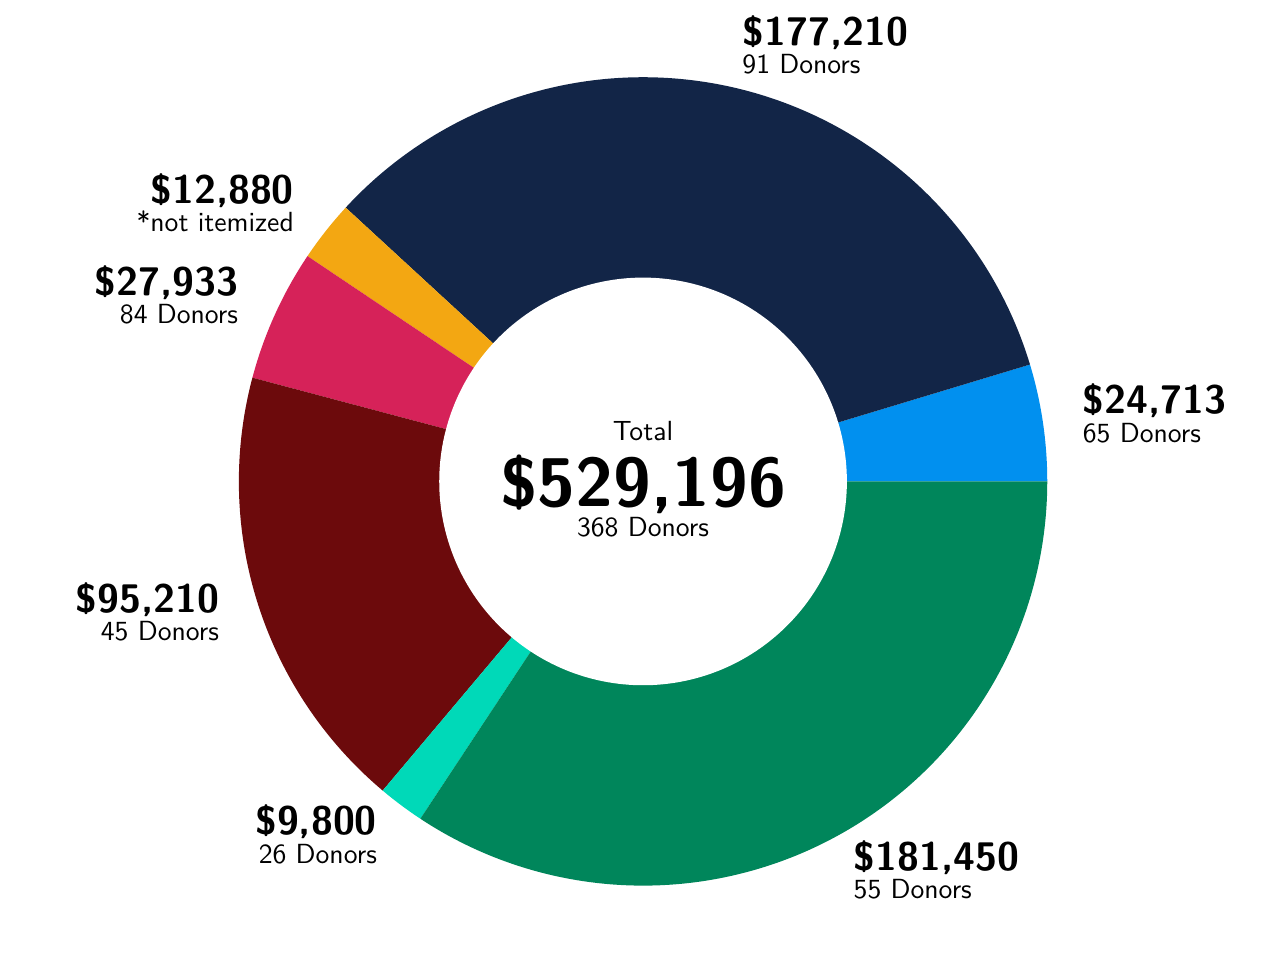 $177,210
91 Donors
$12,880
*not itemized
$27,933
84 Donors
$24,713
65 Donors
Total
$529,196
368 Donors
$95,210
45 Donors
$9,800
26 Donors
$181,450
55 Donors